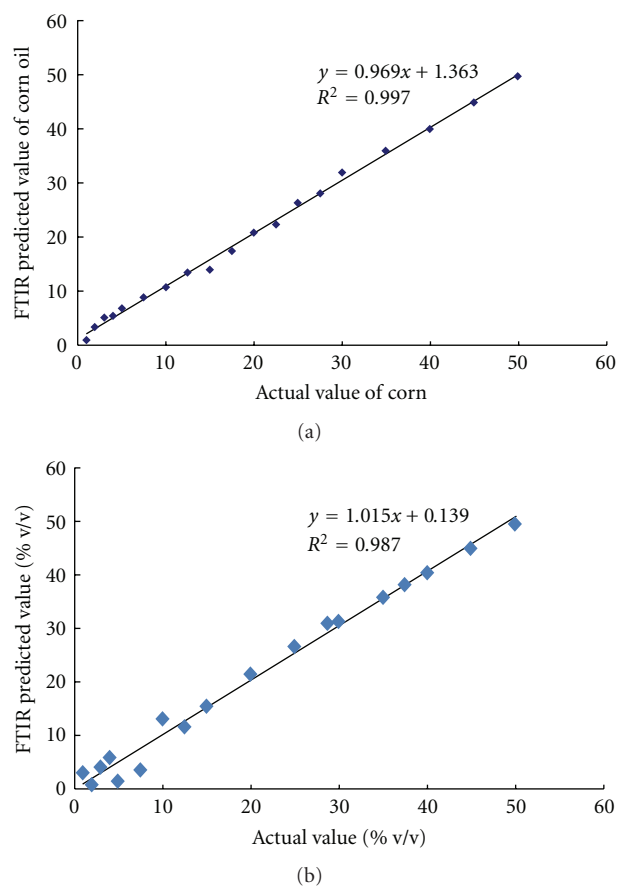 60
50
40
30
20
10
0
FTIR predicted value of corn oil
y = 0.969x + 1.363
R² = 0.997
0 10 20 30 40 50 60
Actual value of corn
(a)
60
50
40
30
20
10
0
FTIR predicted value (% v/v)
y = 1.015x + 0.139
R² = 0.987
0 10 20 30 40 50 60
Actual value (% v/v)
(b)